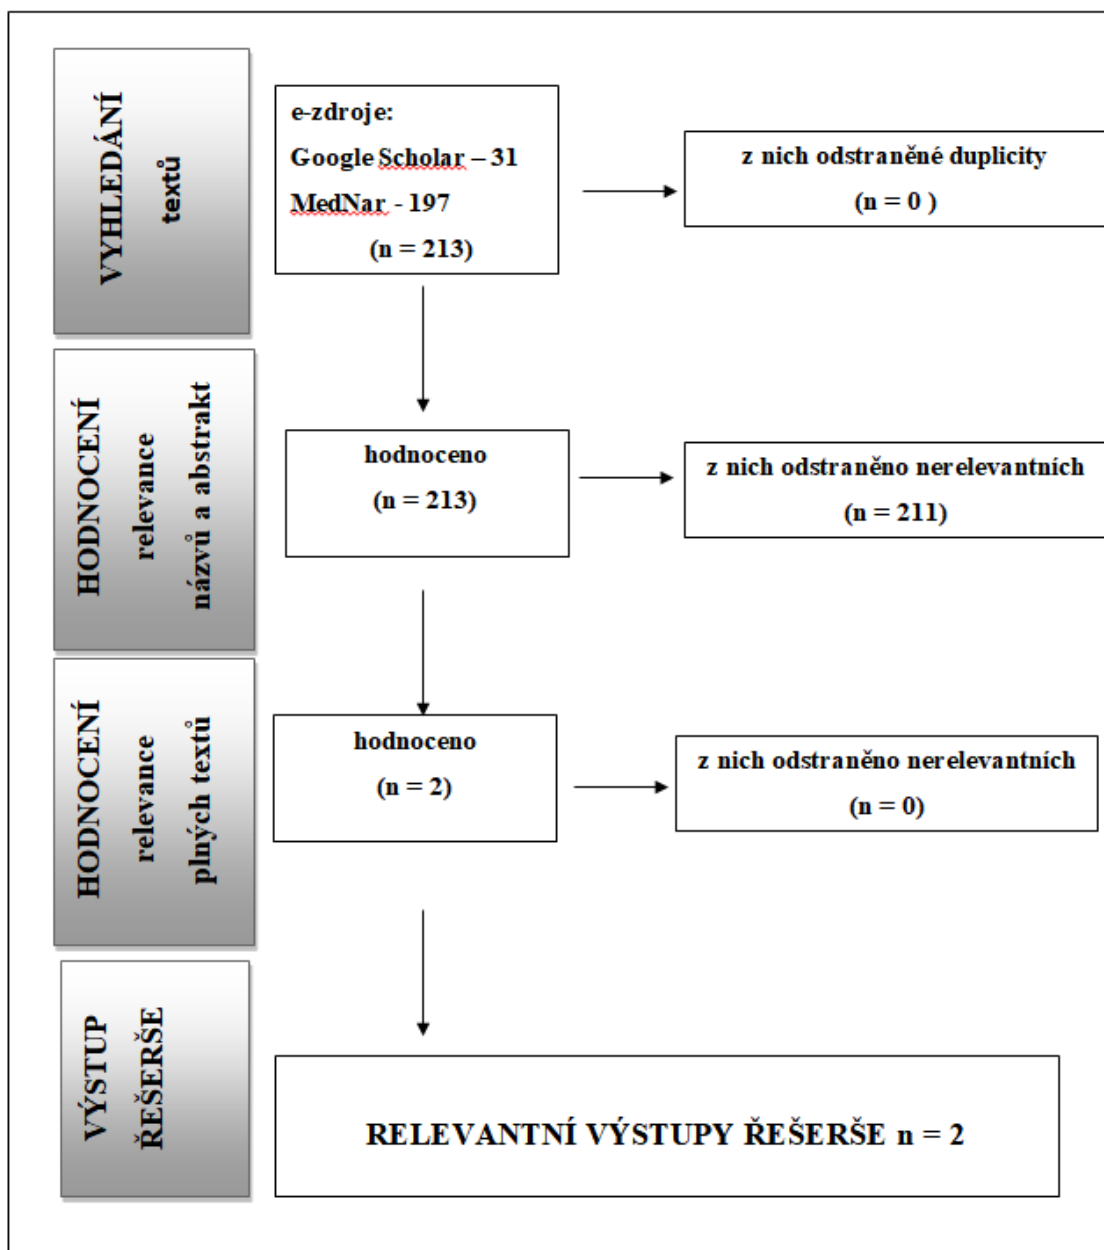 VYHLEDÁNÍ
textů
e-zdroje:
Google Scholar – 31
MedNar - 197
(n = 213)
z nich odstraněné duplicity
(n = 0 )
HODNOCENÍ
relevance
názvů a abstrakt
hodnoceno
(n = 213)
z nich odstraněno nerelevantních
(n = 211)
HODNOCENÍ
relevance
plných textů
hodnoceno
(n = 2)
z nich odstraněno nerelevantních
(n = 0)
VÝSTUP
ŘEŠERŠE
RELEVANTNÍ VÝSTUPY ŘEŠERŠE n = 2